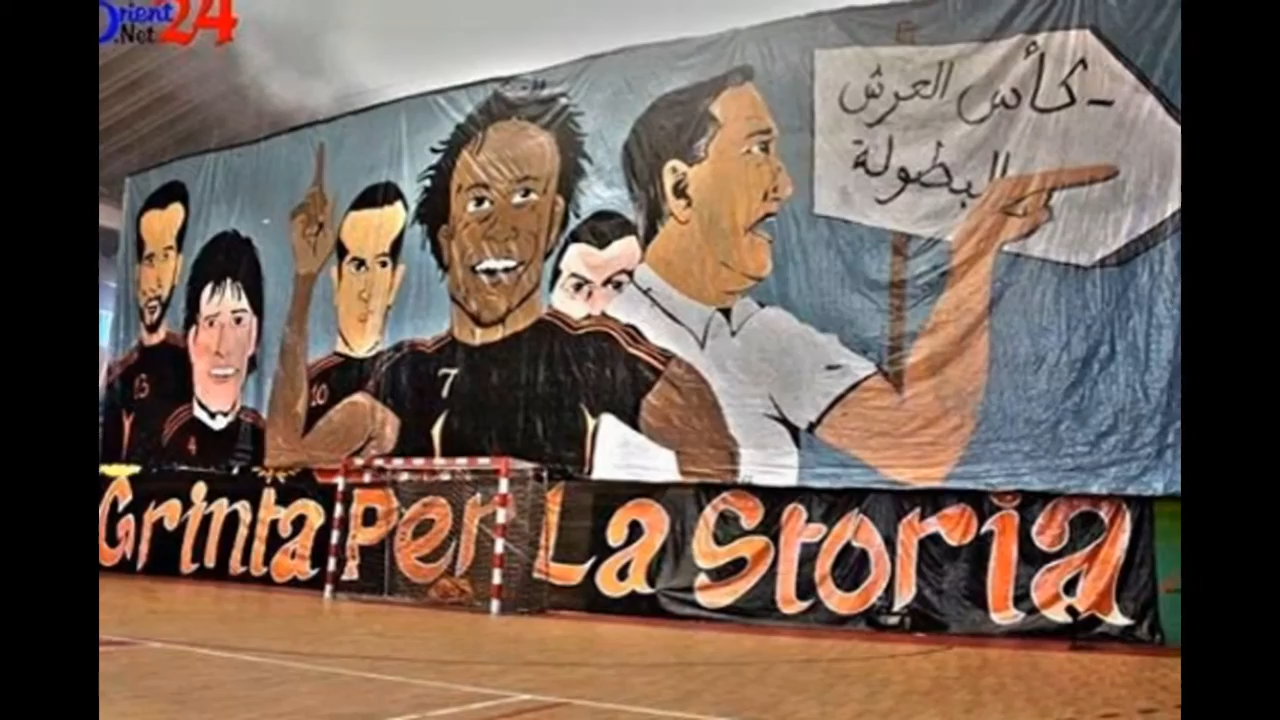 Orient 24
.Net
- كأس العرش
البطولة
13
4
10
7
Grinta Per La Storia